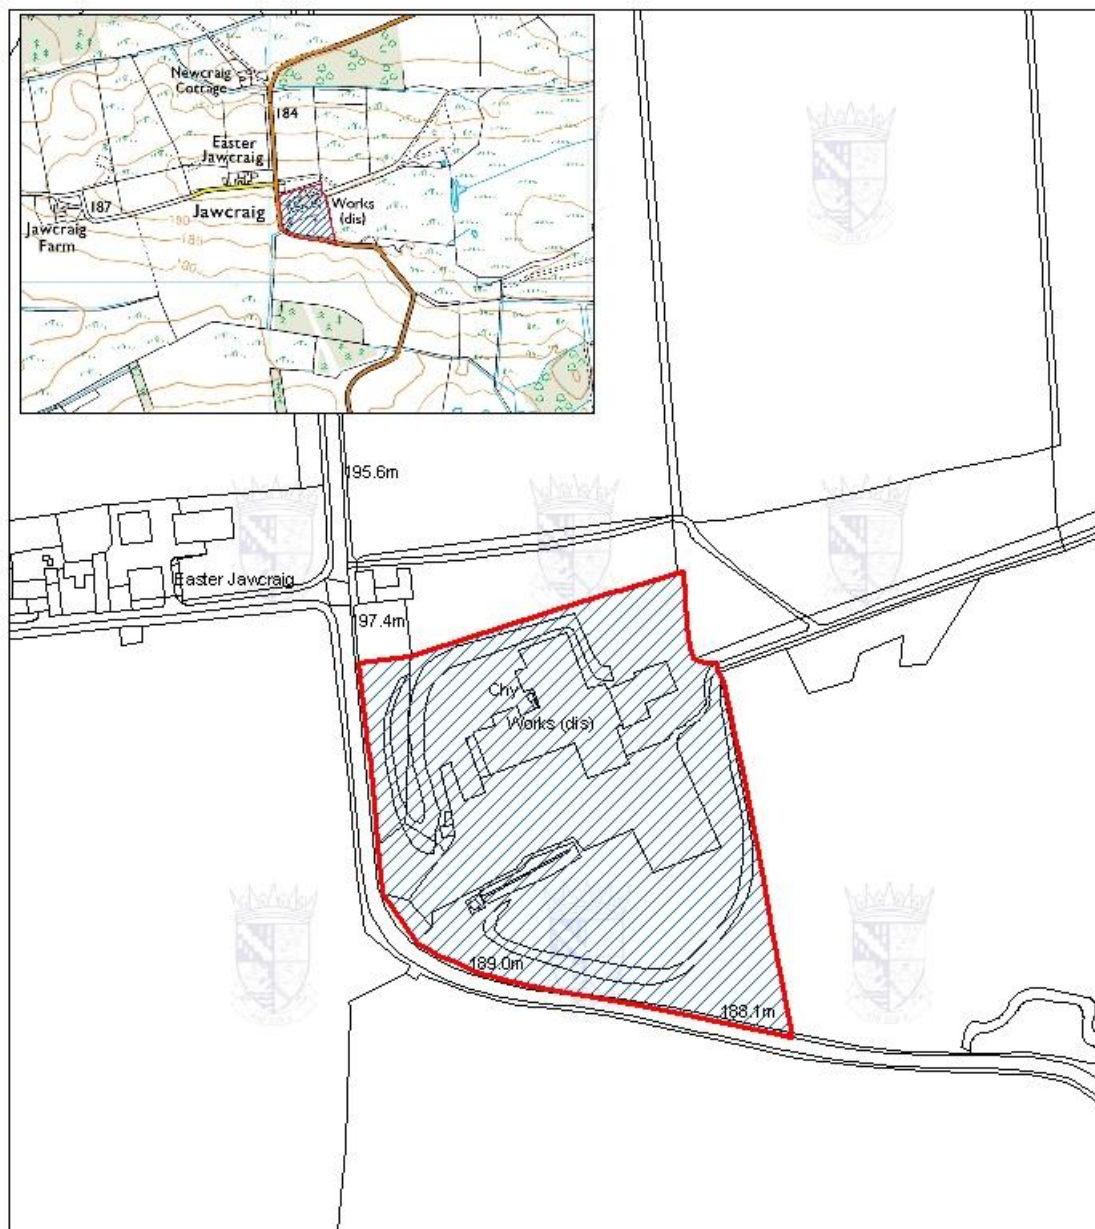 Newcraig
Cottage
184
Easter
Jawcraig
187
Jawcraig
Works
(dis)
Jawcraig
Farm
195.6m
Easter Jawcraig
197.4m
Chy
Works (dis)
189.0m
188.1m